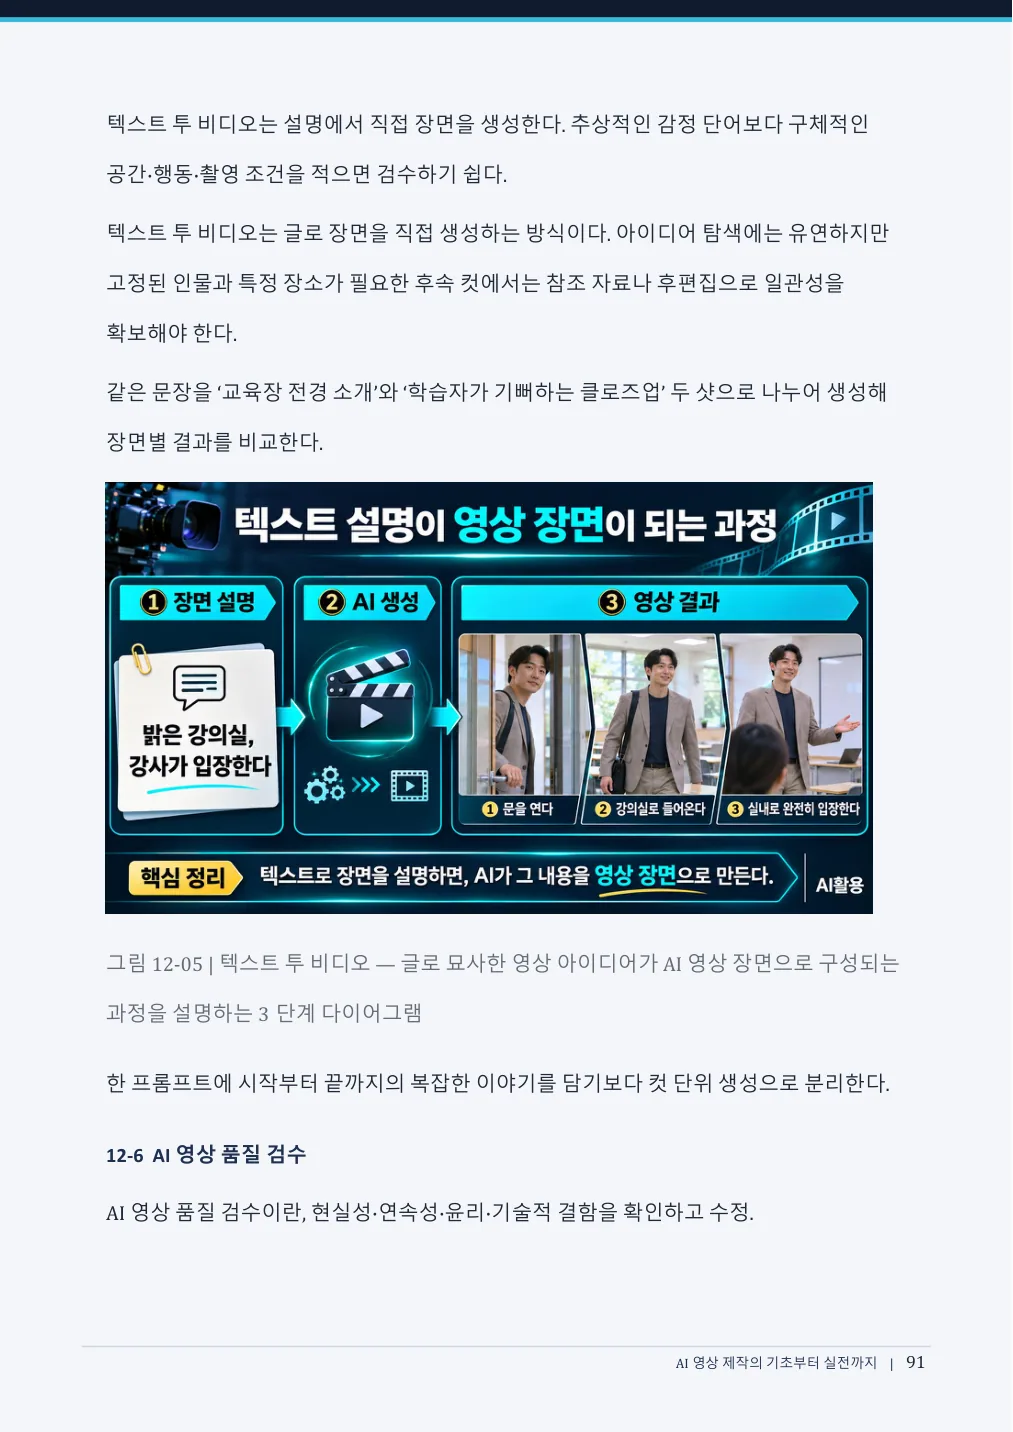 텍스트 투 비디오는 설명에서 직접 장면을 생성한다. 추상적인 감정 단어보다 구체적인
공간·행동·촬영 조건을 적으면 검수하기 쉽다.
텍스트 투 비디오는 글로 장면을 직접 생성하는 방식이다. 아이디어 탐색에는 유연하지만
고정된 인물과 특정 장소가 필요한 후속 컷에서는 참조 자료나 후편집으로 일관성을
확보해야 한다.
같은 문장을 ‘교육장 전경 소개’와 ‘학습자가 기뻐하는 클로즈업’ 두 샷으로 나누어 생성해
장면별 결과를 비교한다.
텍스트 설명이 영상 장면이 되는 과정
1 장면 설명
밝은 강의실,
강사가 입장한다
2 AI 생성
3 영상 결과
1 문을 연다
2 강의실로 들어온다
3 실내로 완전히 입장한다
핵심 정리
텍스트로 장면을 설명하면, AI가 그 내용을 영상 장면으로 만든다.
AI활용
그림 12-05 | 텍스트 투 비디오 — 글로 묘사한 영상 아이디어가 AI 영상 장면으로 구성되는
과정을 설명하는 3 단계 다이어그램
한 프롬프트에 시작부터 끝까지의 복잡한 이야기를 담기보다 컷 단위 생성으로 분리한다.
12-6 AI 영상 품질 검수
AI 영상 품질 검수이란, 현실성·연속성·윤리·기술적 결함을 확인하고 수정.
AI 영상 제작의 기초부터 실전까지 | 91